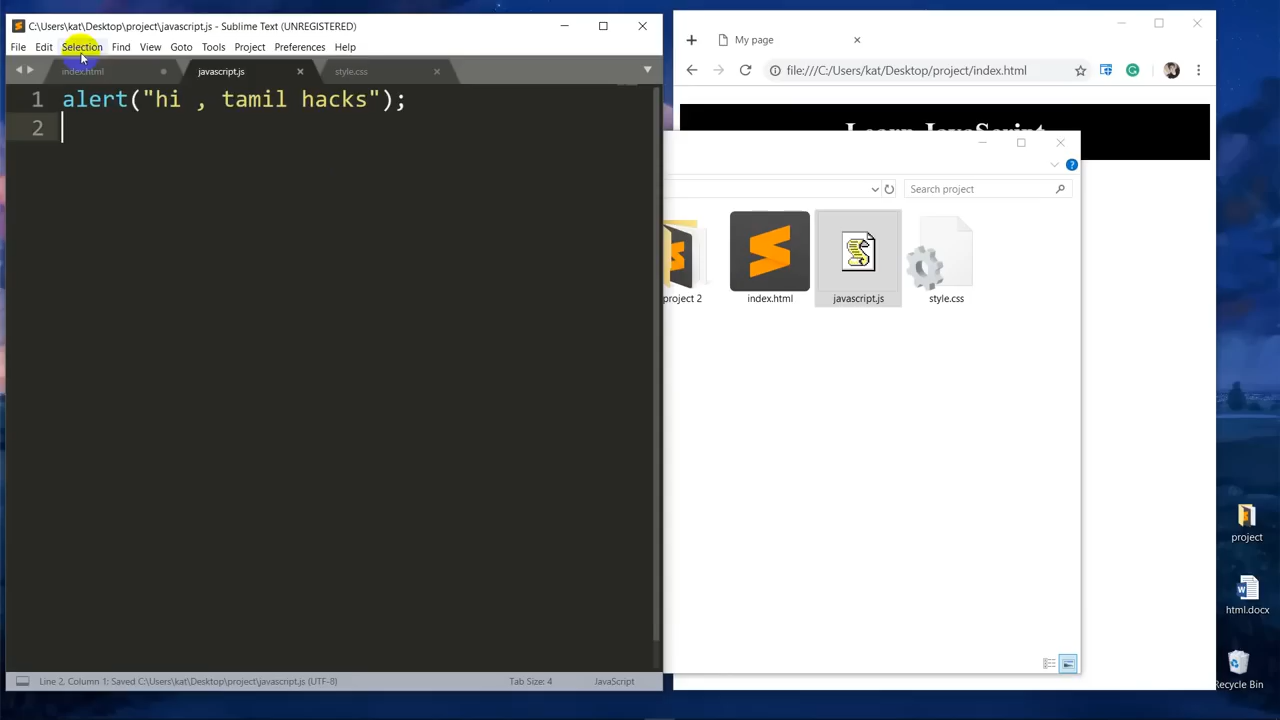 C:\Users\kat\Desktop\project\javascript.js - Sublime Text (UNREGISTERED)
File Edit Selection Find View Goto Tools Project Preferences Help
index.html javascript.js style.css
1 alert("hi , tamil hacks");
2
Line 2, Column 1: Saved C:\Users\kat\Desktop\project\javascript.js (UTF-8) Tab Size: 4 JavaScript
My page
file:///C:/Users/kat/Desktop/project/index.html
Learn JavaScript
Search project
project 2 index.html javascript.js style.css
project
html.docx
Recycle Bin